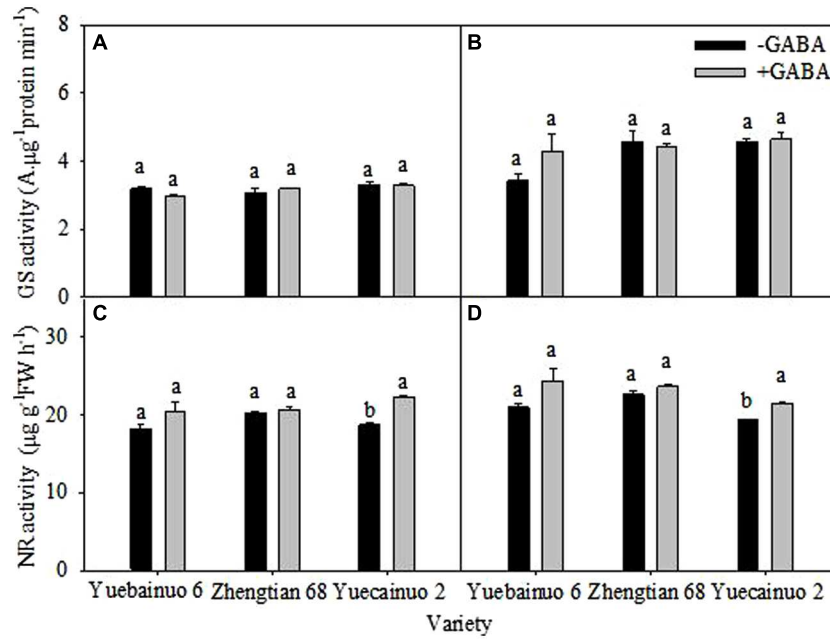 A
B
-GABA
+GABA
GS activity (A.µg⁻¹protein min⁻¹)
8
6
4
2
0
a a a a a a
a a a a a a
C
D
NR activity (µg g⁻¹FW h⁻¹)
30
20
10
0
a a a a b a
a a a a b a
Yuebainuo 6 Zhengtian 68 Yuecainuo 2
Yuebainuo 6 Zhengtian 68 Yuecainuo 2
Variety